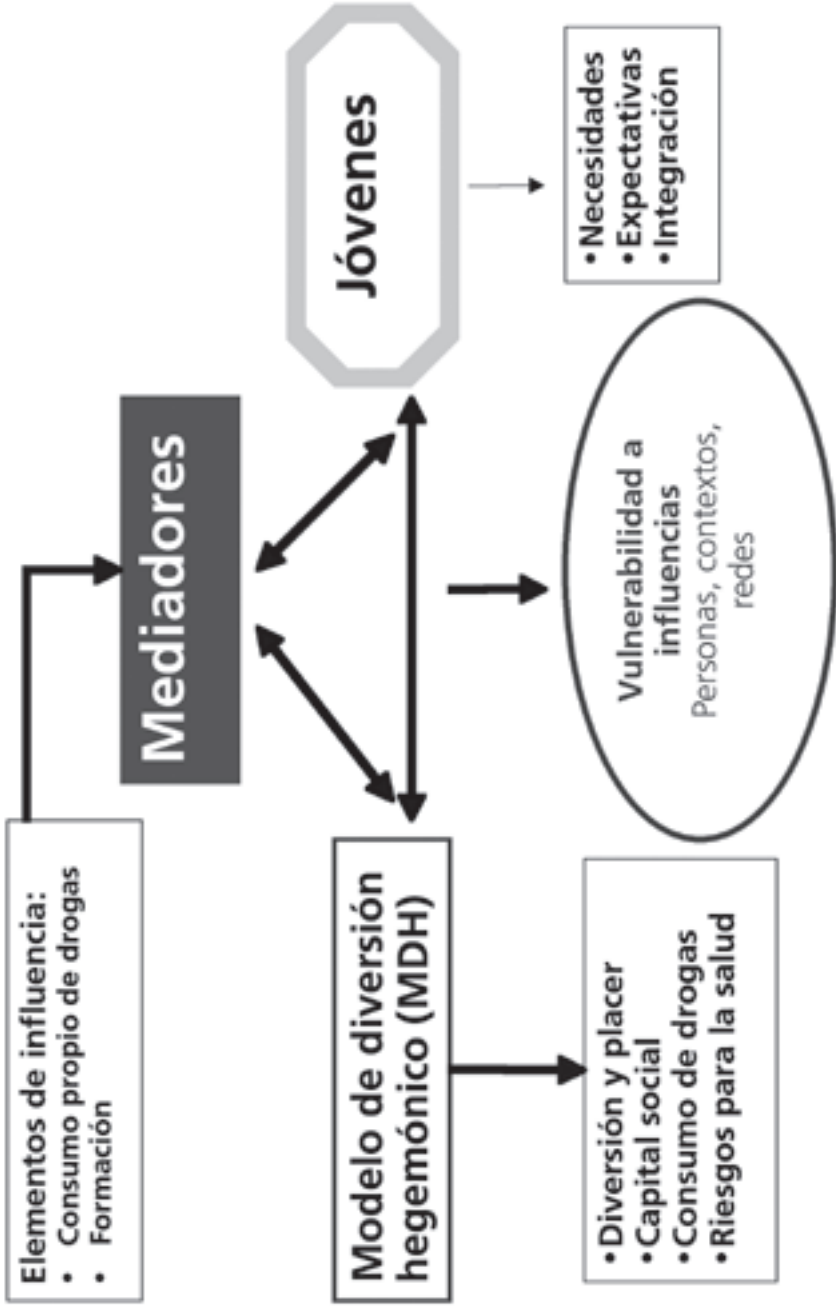 Elementos de influencia:
• Consumo propio de drogas
• Formación
Mediadores
Modelo de diversión
hegemónico (MDH)
Jóvenes
•Diversión y placer
•Capital social
•Consumo de drogas
•Riesgos para la salud
Vulnerabilidad a
influencias
Personas, contextos,
redes
•Necesidades
•Expectativas
•Integración